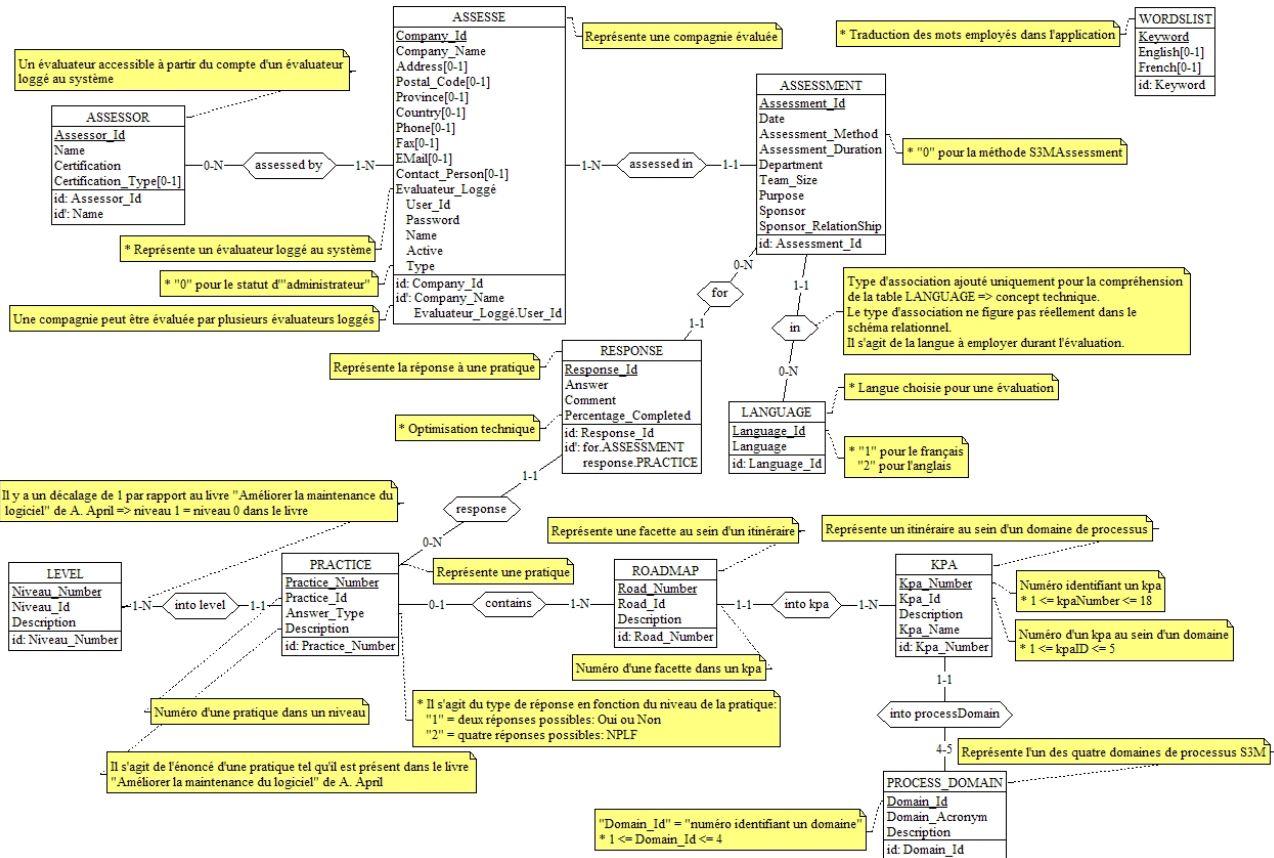 ASSESSE
Company_Id
Company_Name
Address[0-1]
Postal_Code[0-1]
Province[0-1]
Country[0-1]
Phone[0-1]
Fax[0-1]
EMail[0-1]
Contact_Person[0-1]
Evaluateur_Loggé
User_Id
Password
Name
Active
Type
id: Company_Id
id': Company_Name
Evaluateur_Loggé.User_Id
Représente une compagnie évaluée
* Traduction des mots employés dans l'application
WORDSLIST
Keyword
English[0-1]
French[0-1]
id: Keyword
Un évaluateur accessible à partir du compte d'un évaluateur
loggé au système
ASSESSOR
Assessor_Id
Name
Certification
Certification_Type[0-1]
id: Assessor_Id
id': Name
0-N
assessed by
1-N
1-N
assessed in
1-1
ASSESSMENT
Assessment_Id
Date
Assessment_Method
Assessment_Duration
Department
Team_Size
Purpose
Sponsor
Sponsor_RelationShip
id: Assessment_Id
* "0" pour la méthode S3MAssessment
* Représente un évaluateur loggé au système
* "0" pour le statut d'"administrateur"
Une compagnie peut être évaluée par plusieurs évaluateurs loggés
0-N
for
1-1
1-1
in
0-N
Type d'association ajouté uniquement pour la compréhension
de la table LANGUAGE => concept technique.
Le type d'association ne figure pas réellement dans le
schéma relationnel.
Il s'agit de la langue à employer durant l'évaluation.
Représente la réponse à une pratique
RESPONSE
Response_Id
Answer
Comment
Percentage_Completed
id: Response_Id
id': for.ASSESSMENT
response.PRACTICE
* Optimisation technique
LANGUAGE
Language_Id
Language
id: Language_Id
* Langue choisie pour une évaluation
* "1" pour le français
"2" pour l'anglais
1-1
response
0-N
Il y a un décalage de 1 par rapport au livre "Améliorer la maintenance du
logiciel" de A. April => niveau 1 = niveau 0 dans le livre
Représente une facette au sein d'un itinéraire
Représente un itinéraire au sein d'un domaine de processus
LEVEL
Niveau_Number
Niveau_Id
Description
id: Niveau_Number
1-N
into level
1-1
PRACTICE
Practice_Number
Practice_Id
Answer_Type
Description
id: Practice_Number
Représente une pratique
0-1
contains
1-N
ROADMAP
Road_Number
Road_Id
Description
id: Road_Number
1-1
into kpa
1-N
KPA
Kpa_Number
Kpa_Id
Description
Kpa_Name
id: Kpa_Number
Numéro identifiant un kpa
* 1 <= kpaNumber <= 18
Numéro d'un kpa au sein d'un domaine
* 1 <= kpaID <= 5
Numéro d'une facette dans un kpa
Numéro d'une pratique dans un niveau
* Il s'agit du type de réponse en fonction du niveau de la pratique:
"1" = deux réponses possibles: Oui ou Non
"2" = quatre réponses possibles: NPLF
Il s'agit de l'énoncé d'une pratique tel qu'il est présent dans le livre
"Améliorer la maintenance du logiciel" de A. April
1-1
into processDomain
4-5
Représente l'un des quatre domaines de processus S3M
PROCESS_DOMAIN
Domain_Id
Domain_Acronym
Description
id: Domain_Id
"Domain_Id" = "numéro identifiant un domaine"
* 1 <= Domain_Id <= 4